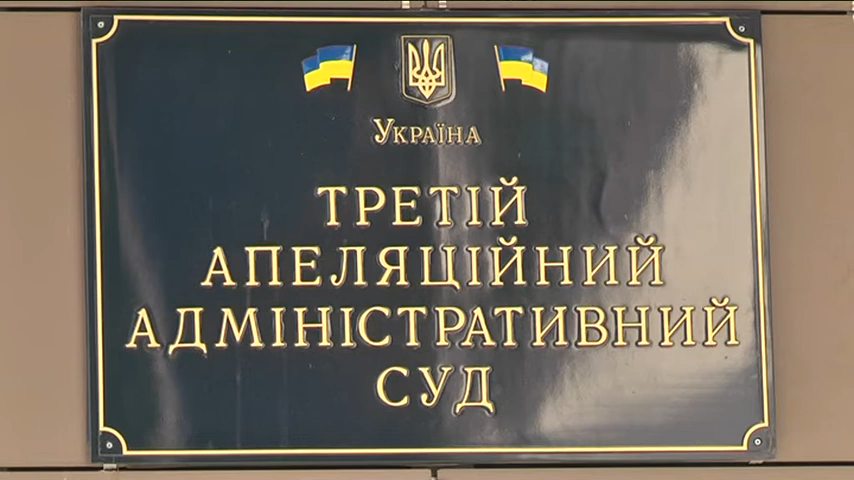 Україна
ТРЕТІЙ
АПЕЛЯЦІЙНИЙ
АДМІНІСТРАТИВНИЙ
СУД